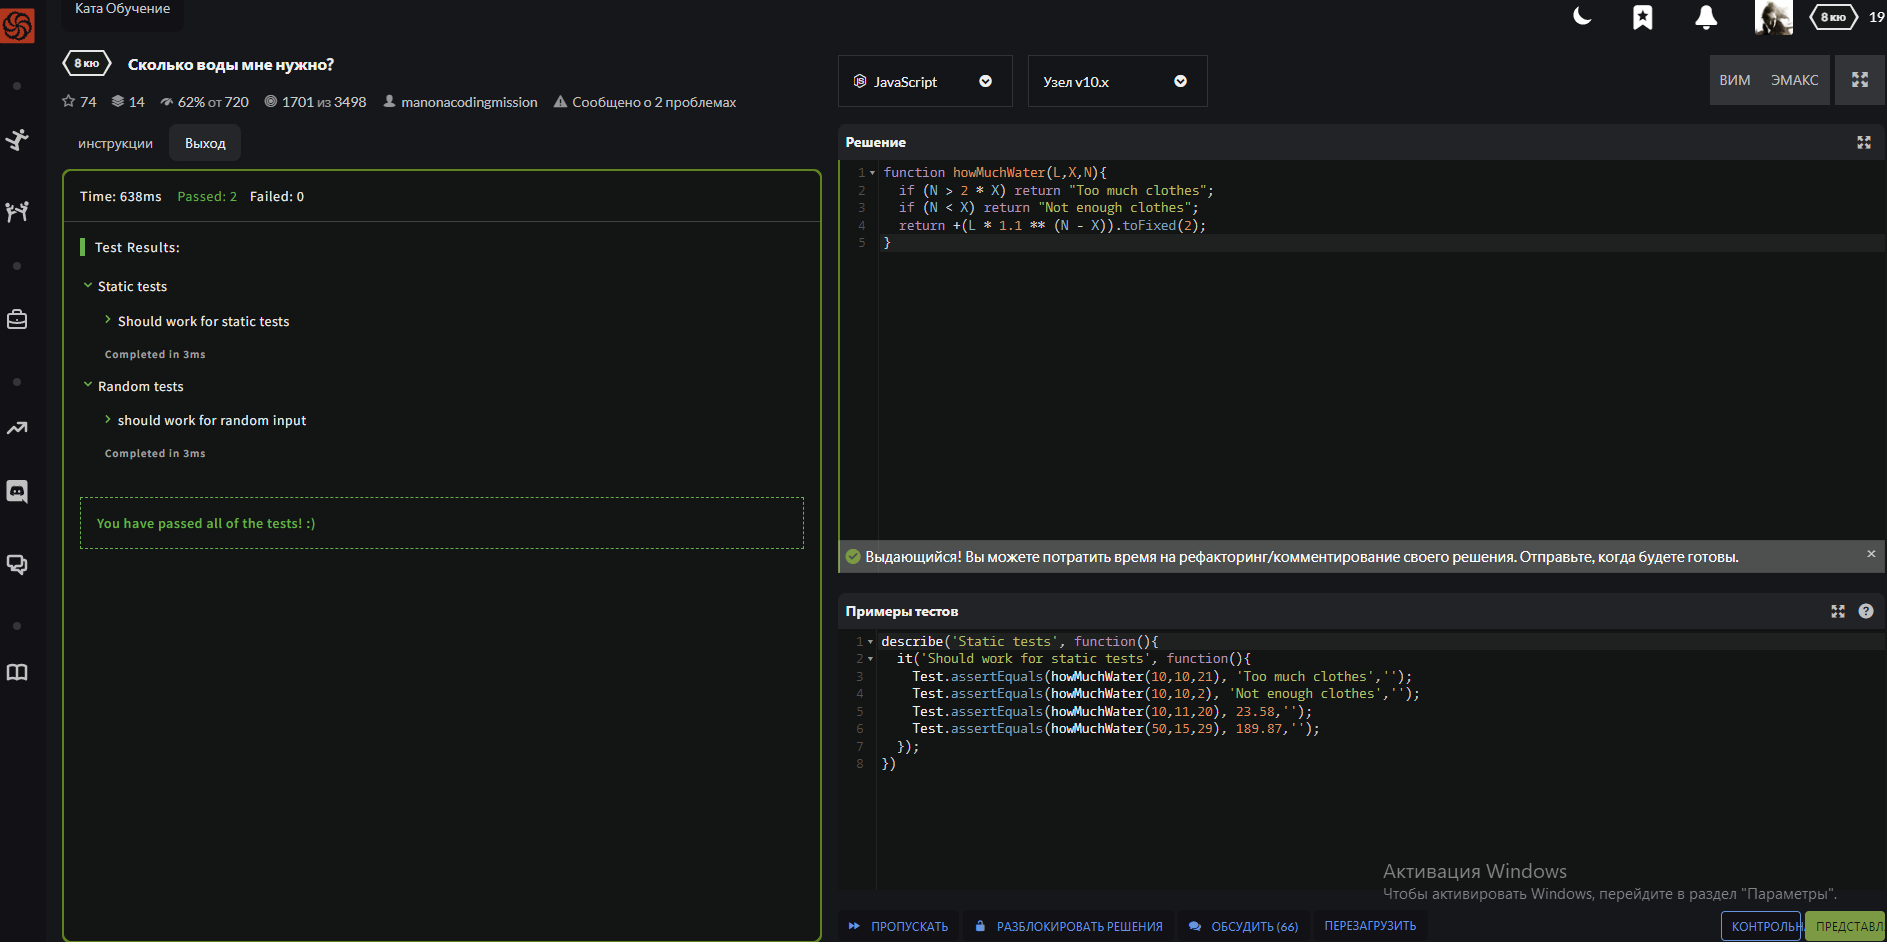 Ката Обучение
8 кю
19
8 кю Сколько воды мне нужно?
74 14 62% от 720 1701 из 3498 manonacodingmission Сообщено о 2 проблемах
инструкции Выход
Time: 638ms Passed: 2 Failed: 0
Test Results:
Static tests
Should work for static tests
Completed in 3ms
Random tests
should work for random input
Completed in 3ms
You have passed all of the tests! :)
JavaScript
Узел v10.x
ВИМ ЭМАКС
Решение
1 function howMuchWater(L,X,N){
2 if (N > 2 * X) return "Too much clothes";
3 if (N < X) return "Not enough clothes";
4 return +(L * 1.1 ** (N - X)).toFixed(2);
5 }
Выдающийся! Вы можете потратить время на рефакторинг/комментирование своего решения. Отправьте, когда будете готовы.
×
Примеры тестов
?
1 describe('Static tests', function(){
2 it('Should work for static tests', function(){
3 Test.assertEquals(howMuchWater(10,10,21), 'Too much clothes','');
4 Test.assertEquals(howMuchWater(10,10,2), 'Not enough clothes','');
5 Test.assertEquals(howMuchWater(10,11,20), 23.58,'');
6 Test.assertEquals(howMuchWater(50,15,29), 189.87,'');
7 });
8 })
Активация Windows
Чтобы активировать Windows, перейдите в раздел "Параметры".
ПРОПУСКАТЬ
РАЗБЛОКИРОВАТЬ РЕШЕНИЯ
ОБСУДИТЬ (66)
ПЕРЕЗАГРУЗИТЬ
КОНТРОЛЬН
ПРЕДСТАВЛ